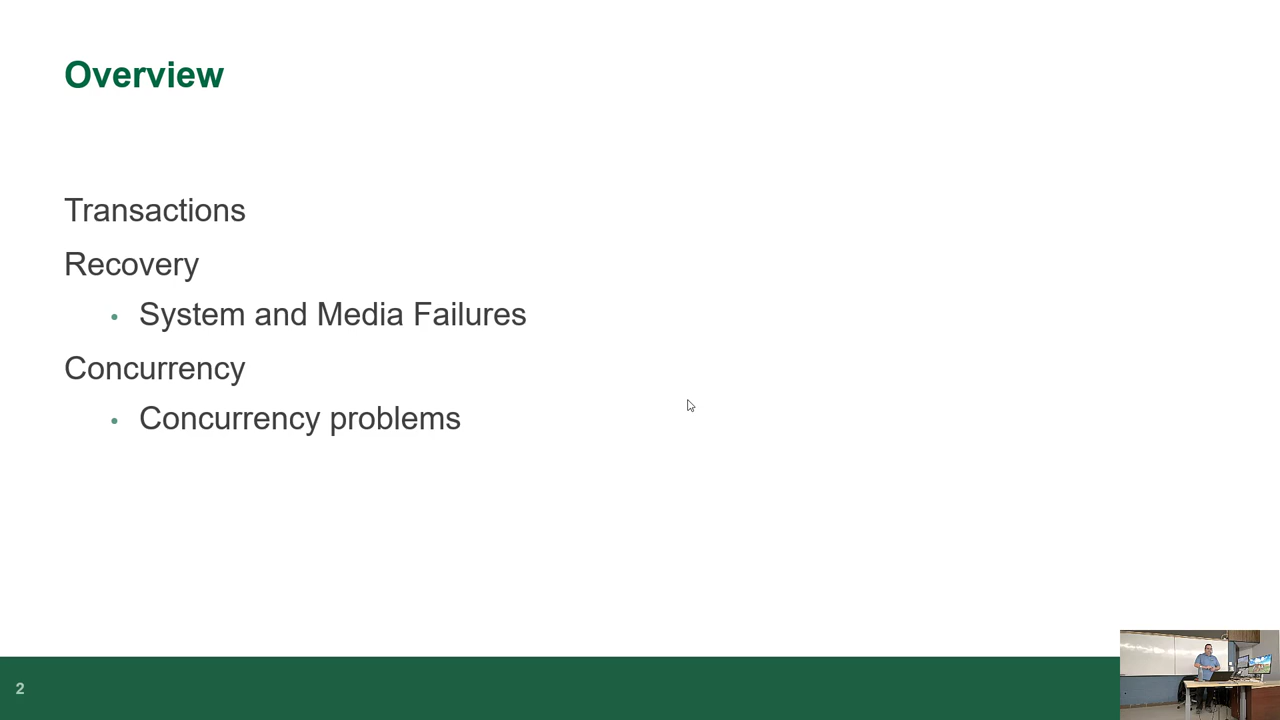 Overview
Transactions
Recovery
• System and Media Failures
Concurrency
• Concurrency problems
2